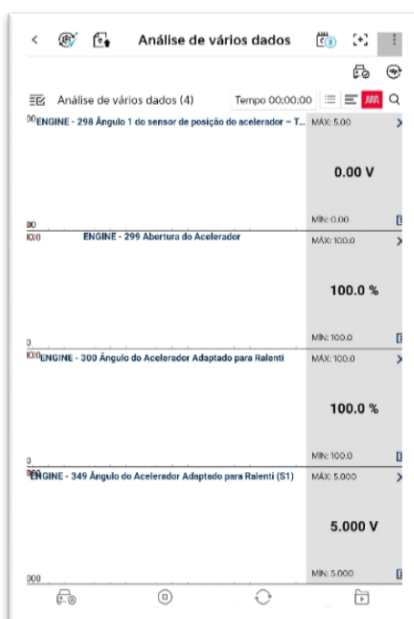 Análise de vários dados
Análise de vários dados (4) Tempo 00:00:00
ENGINE - 298 Ângulo 1 do sensor de posição do acelerador – T... MÁX: 5.00
0.00 V
MÍN: 0.00
ENGINE - 299 Abertura do Acelerador MÁX: 100.0
100.0 %
0 MÍN: 100.0
ENGINE - 300 Ângulo do Acelerador Adaptado para Ralenti MÁX: 100.0
100.0 %
0 MÍN: 100.0
ENGINE - 349 Ângulo do Acelerador Adaptado para Ralenti (S1) MÁX: 5.000
5.000 V
000 MÍN: 5.000